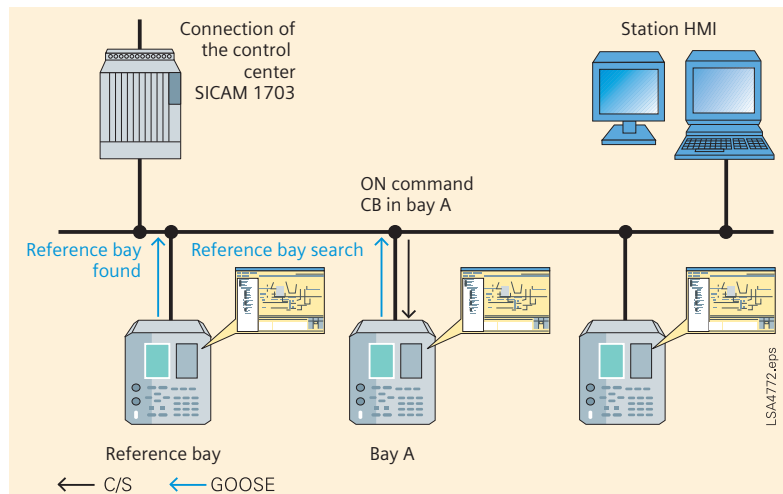 Connection of
the control
center
SICAM 1703
Station HMI
ON command
CB in bay A
Reference bay
found
Reference bay search
LSA4772.eps
Reference bay
Bay A
C/S
GOOSE